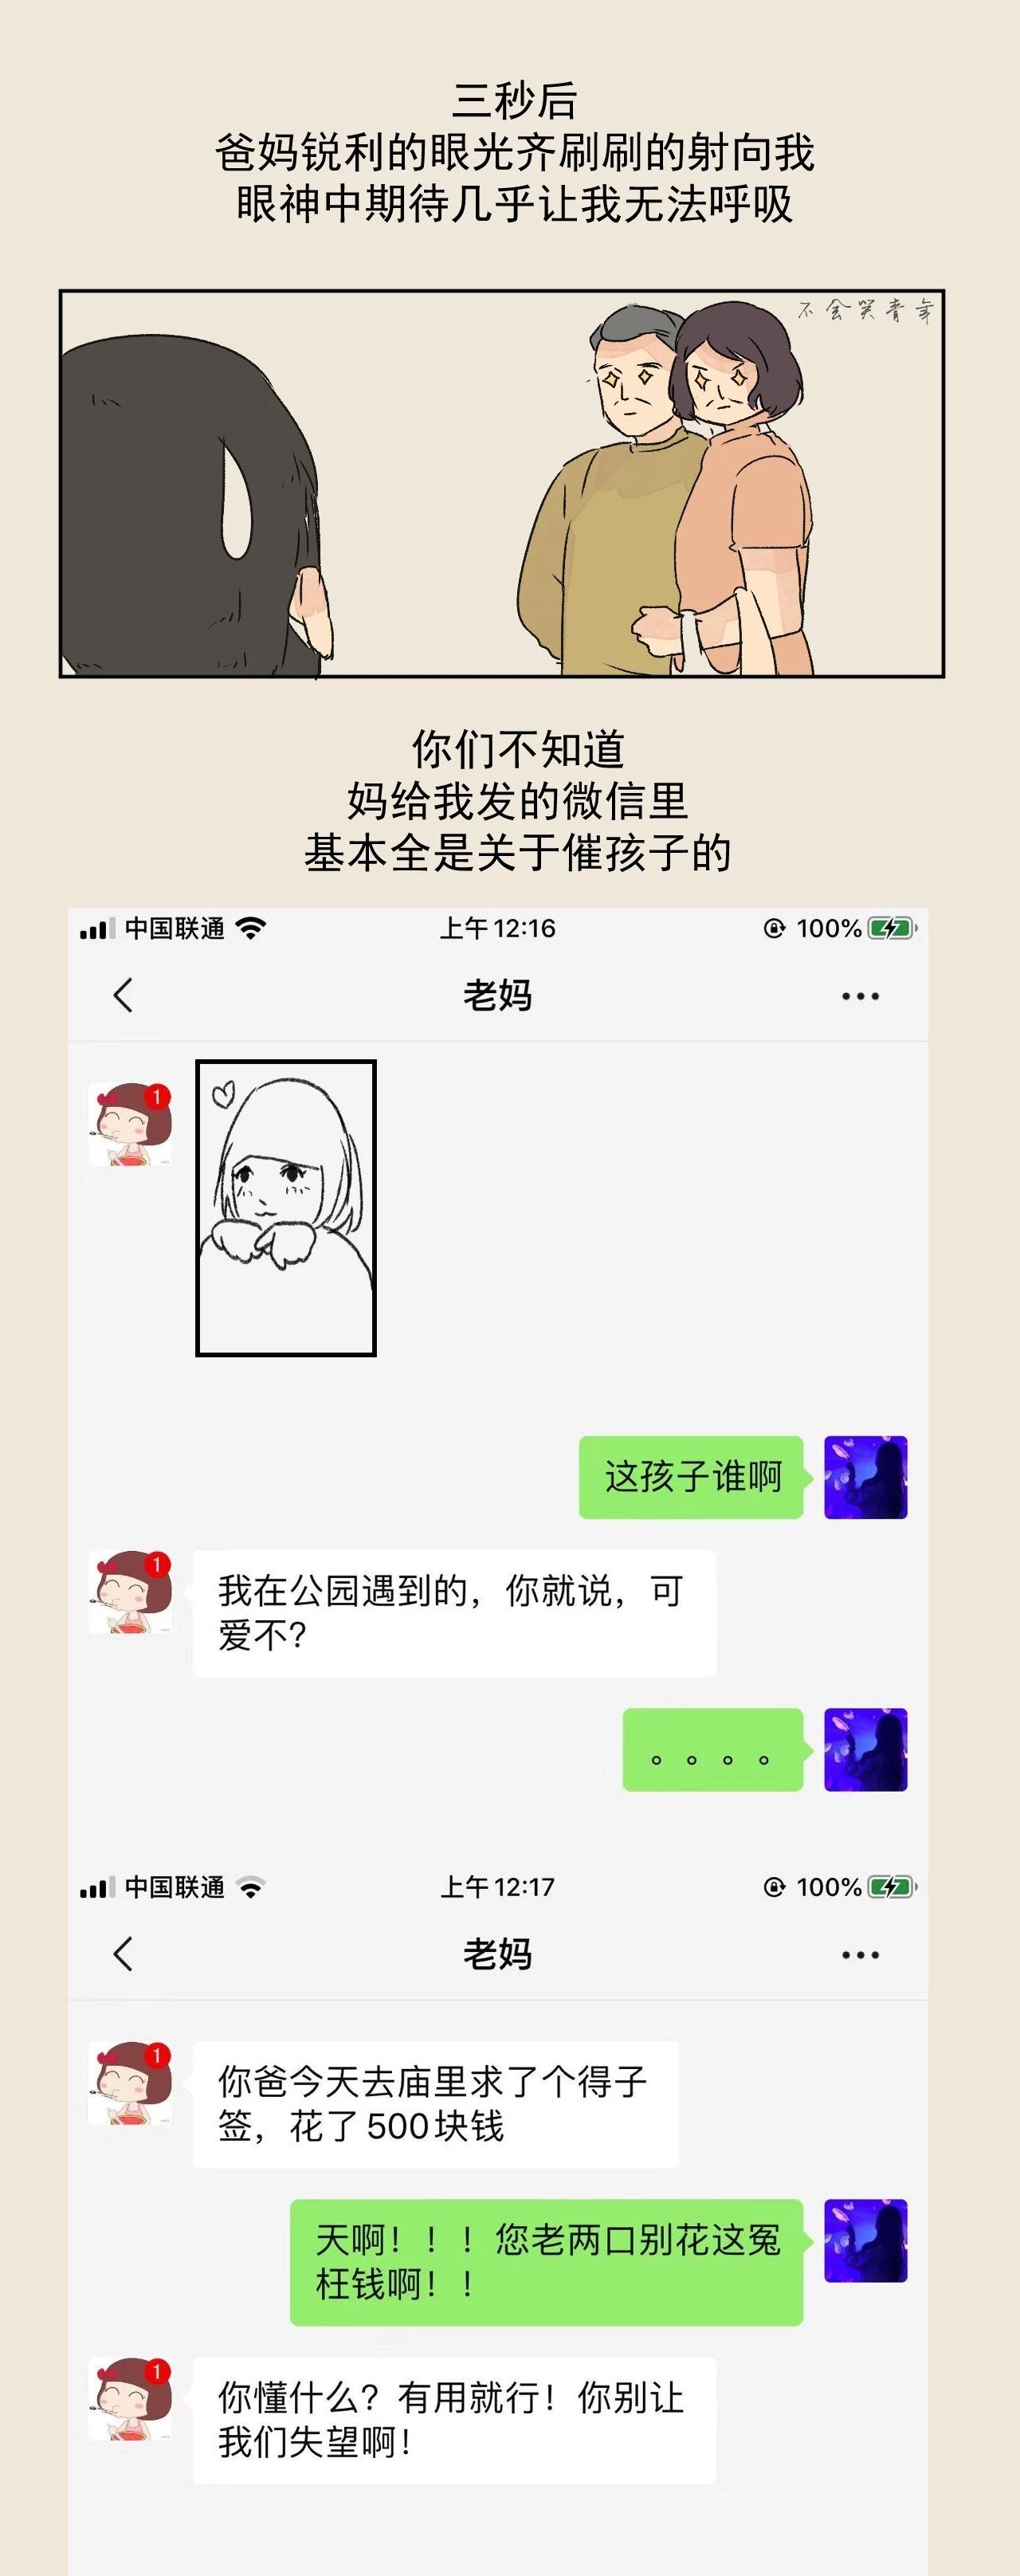 三秒后
爸妈锐利的眼光齐刷刷的射向我
眼神中期待几乎让我无法呼吸
不会哭青年
你们不知道
妈给我发的微信里
基本全是关于催孩子的
中国联通 上午 12:16 100%
老妈
1
这孩子谁啊
1
我在公园遇到的，你就说，可
爱不？
。。。。
中国联通 上午 12:17 100%
老妈
1
你爸今天去庙里求了个得子
签，花了500块钱
天啊！！！您老两口别花这冤
枉钱啊！！
1
你懂什么？有用就行！你别让
我们失望啊！